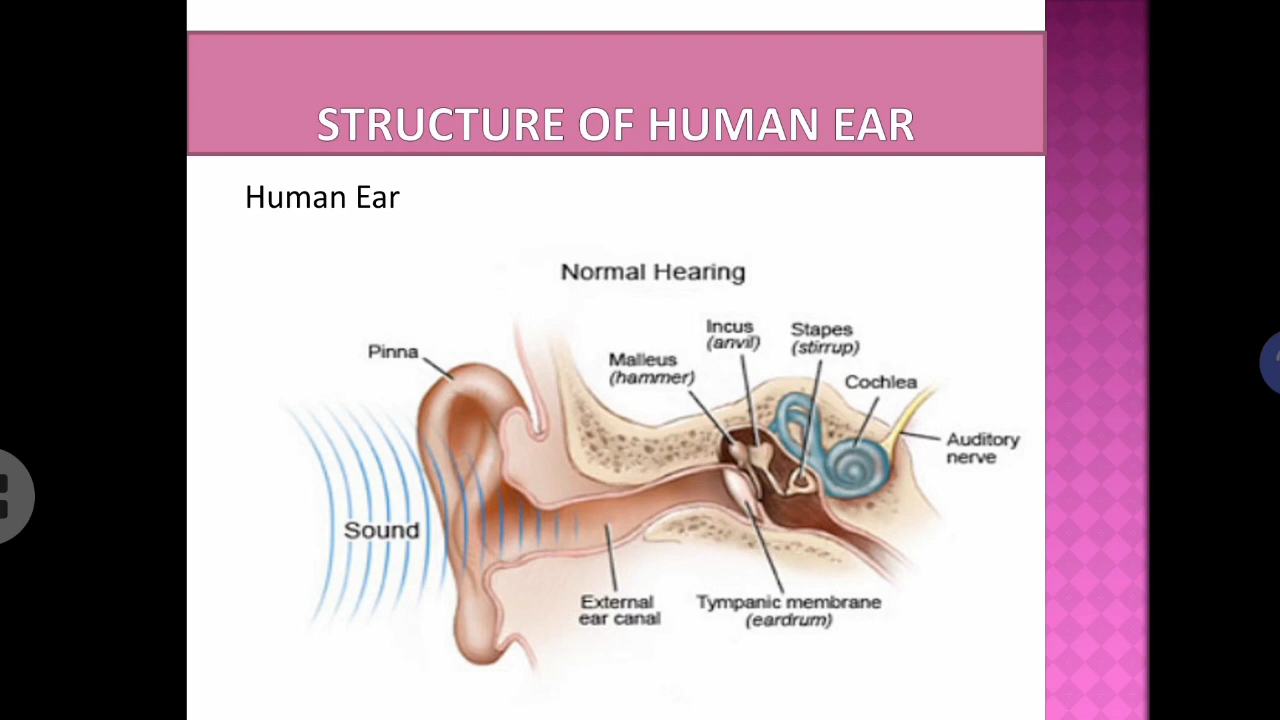 STRUCTURE OF HUMAN EAR
Human Ear
Normal Hearing
Pinna
Malleus
(hammer)
Incus
(anvil)
Stapes
(stirrup)
Cochlea
Auditory
nerve
Sound
External
ear canal
Tympanic membrane
(eardrum)